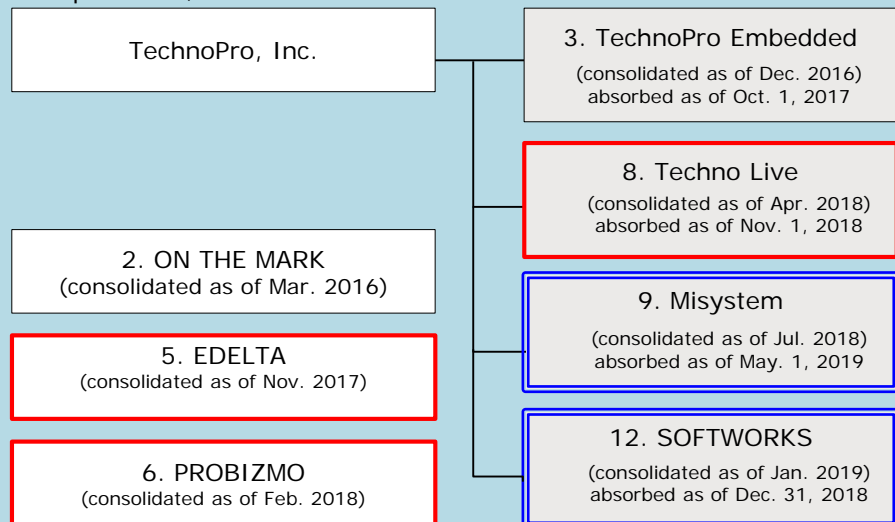 TechnoPro, Inc.
3. TechnoPro Embedded
(consolidated as of Dec. 2016)
absorbed as of Oct. 1, 2017
8. Techno Live
(consolidated as of Apr. 2018)
absorbed as of Nov. 1, 2018
2. ON THE MARK
(consolidated as of Mar. 2016)
9. Misystem
(consolidated as of Jul. 2018)
absorbed as of May. 1, 2019
5. EDELTA
(consolidated as of Nov. 2017)
12. SOFTWORKS
(consolidated as of Jan. 2019)
absorbed as of Dec. 31, 2018
6. PROBIZMO
(consolidated as of Feb. 2018)